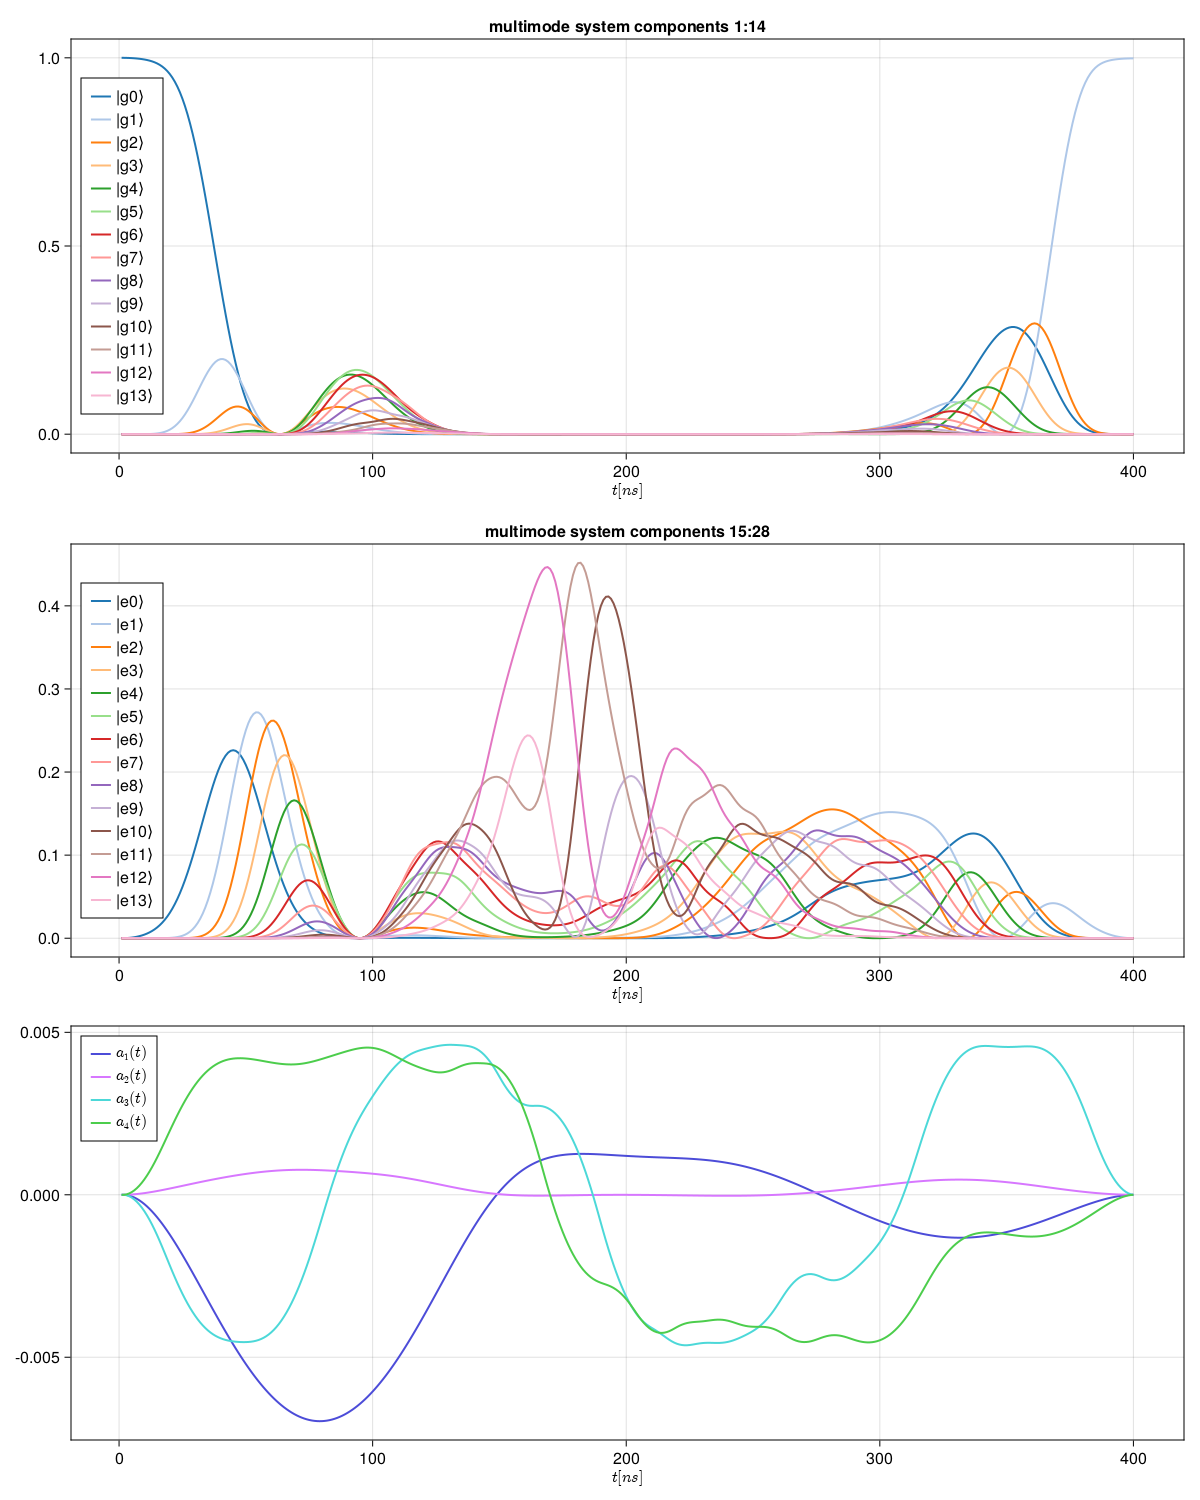 multimode system components 1:14
1.0
|g0⟩
|g1⟩
|g2⟩
|g3⟩
|g4⟩
|g5⟩
|g6⟩
|g7⟩
|g8⟩
|g9⟩
|g10⟩
|g11⟩
|g12⟩
|g13⟩
0.5
0.0
0 100 200 300 400
t[ns]
multimode system components 15:28
|e0⟩
|e1⟩
|e2⟩
|e3⟩
|e4⟩
|e5⟩
|e6⟩
|e7⟩
|e8⟩
|e9⟩
|e10⟩
|e11⟩
|e12⟩
|e13⟩
0.4
0.3
0.2
0.1
0.0
0 100 200 300 400
t[ns]
0.005
a₁(t)
a₂(t)
a₃(t)
a₄(t)
0.000
-0.005
0 100 200 300 400
t[ns]